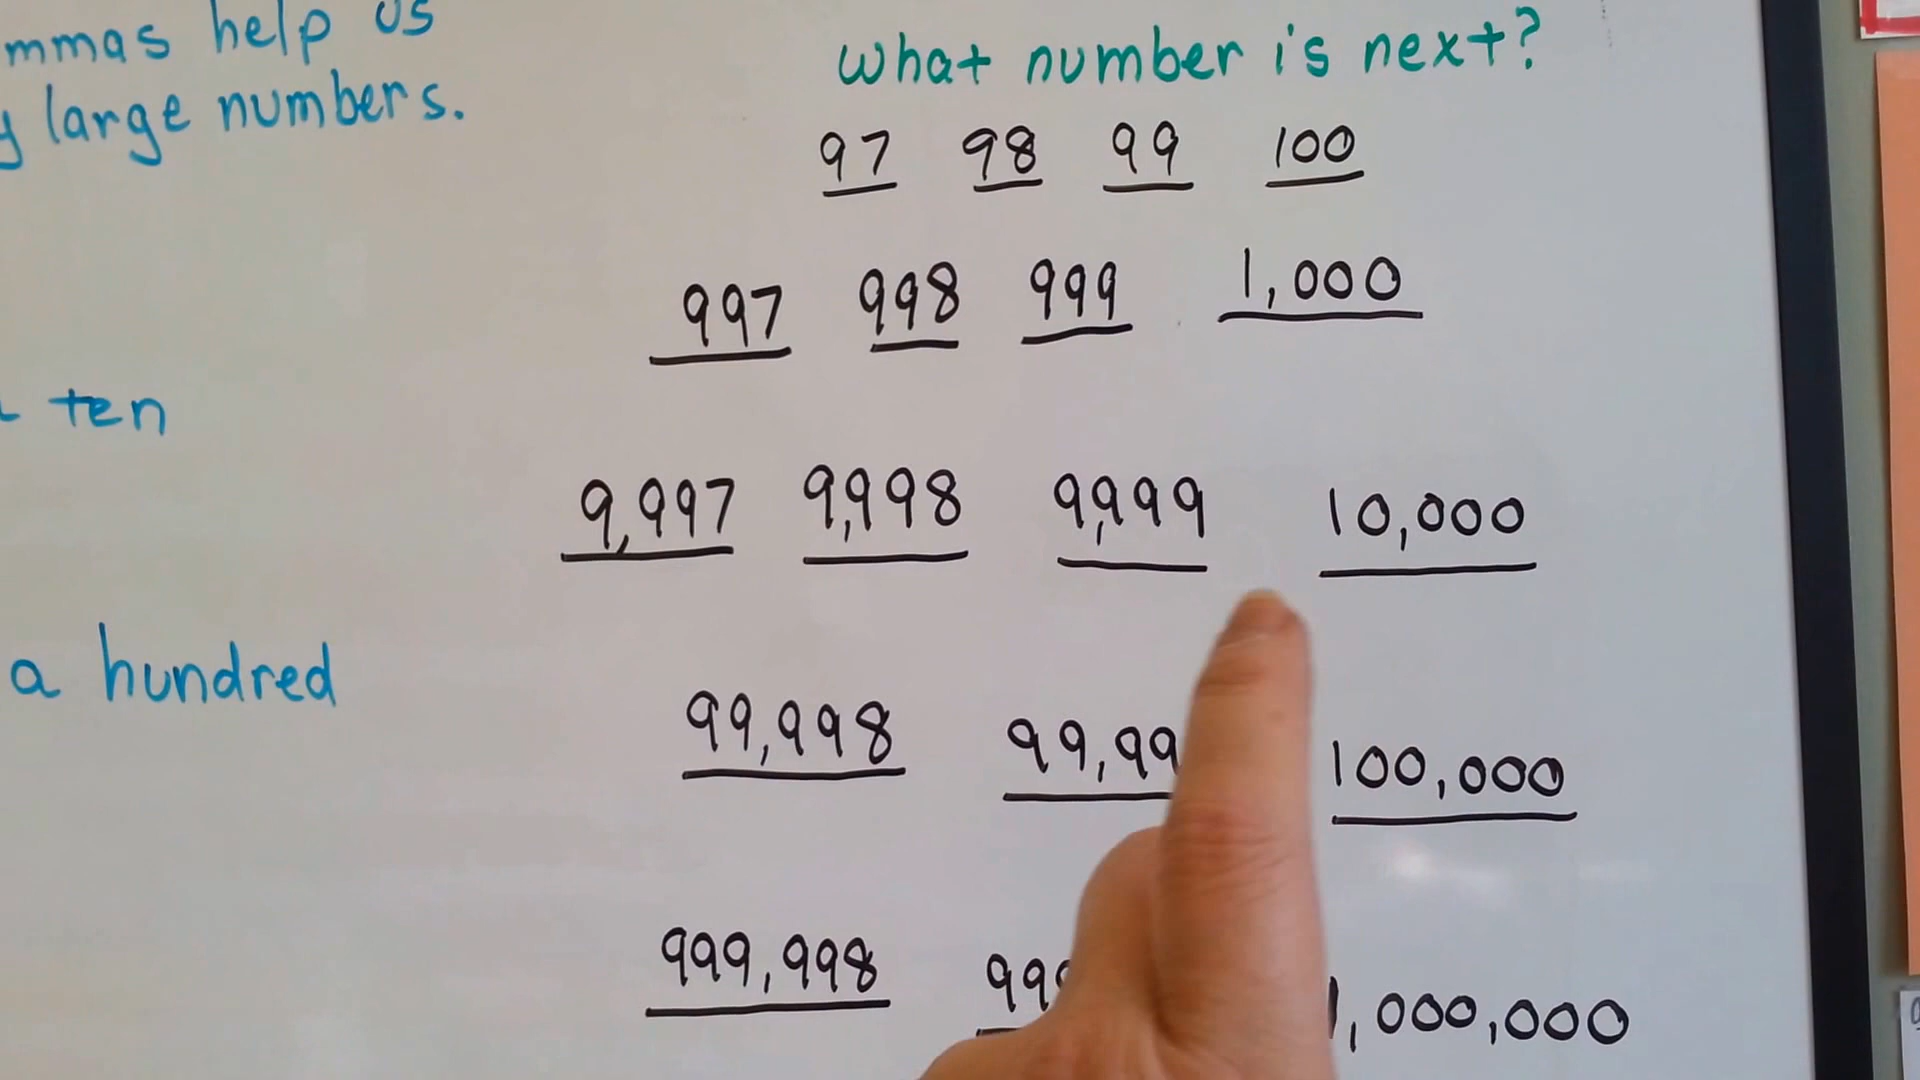 help us
large numbers.
ten
a hundred
what number is next?
97 98 99 100
997 998 999 1,000
9,997 9,998 9,999 10,000
99,998 100,000
999,998 1,000,000